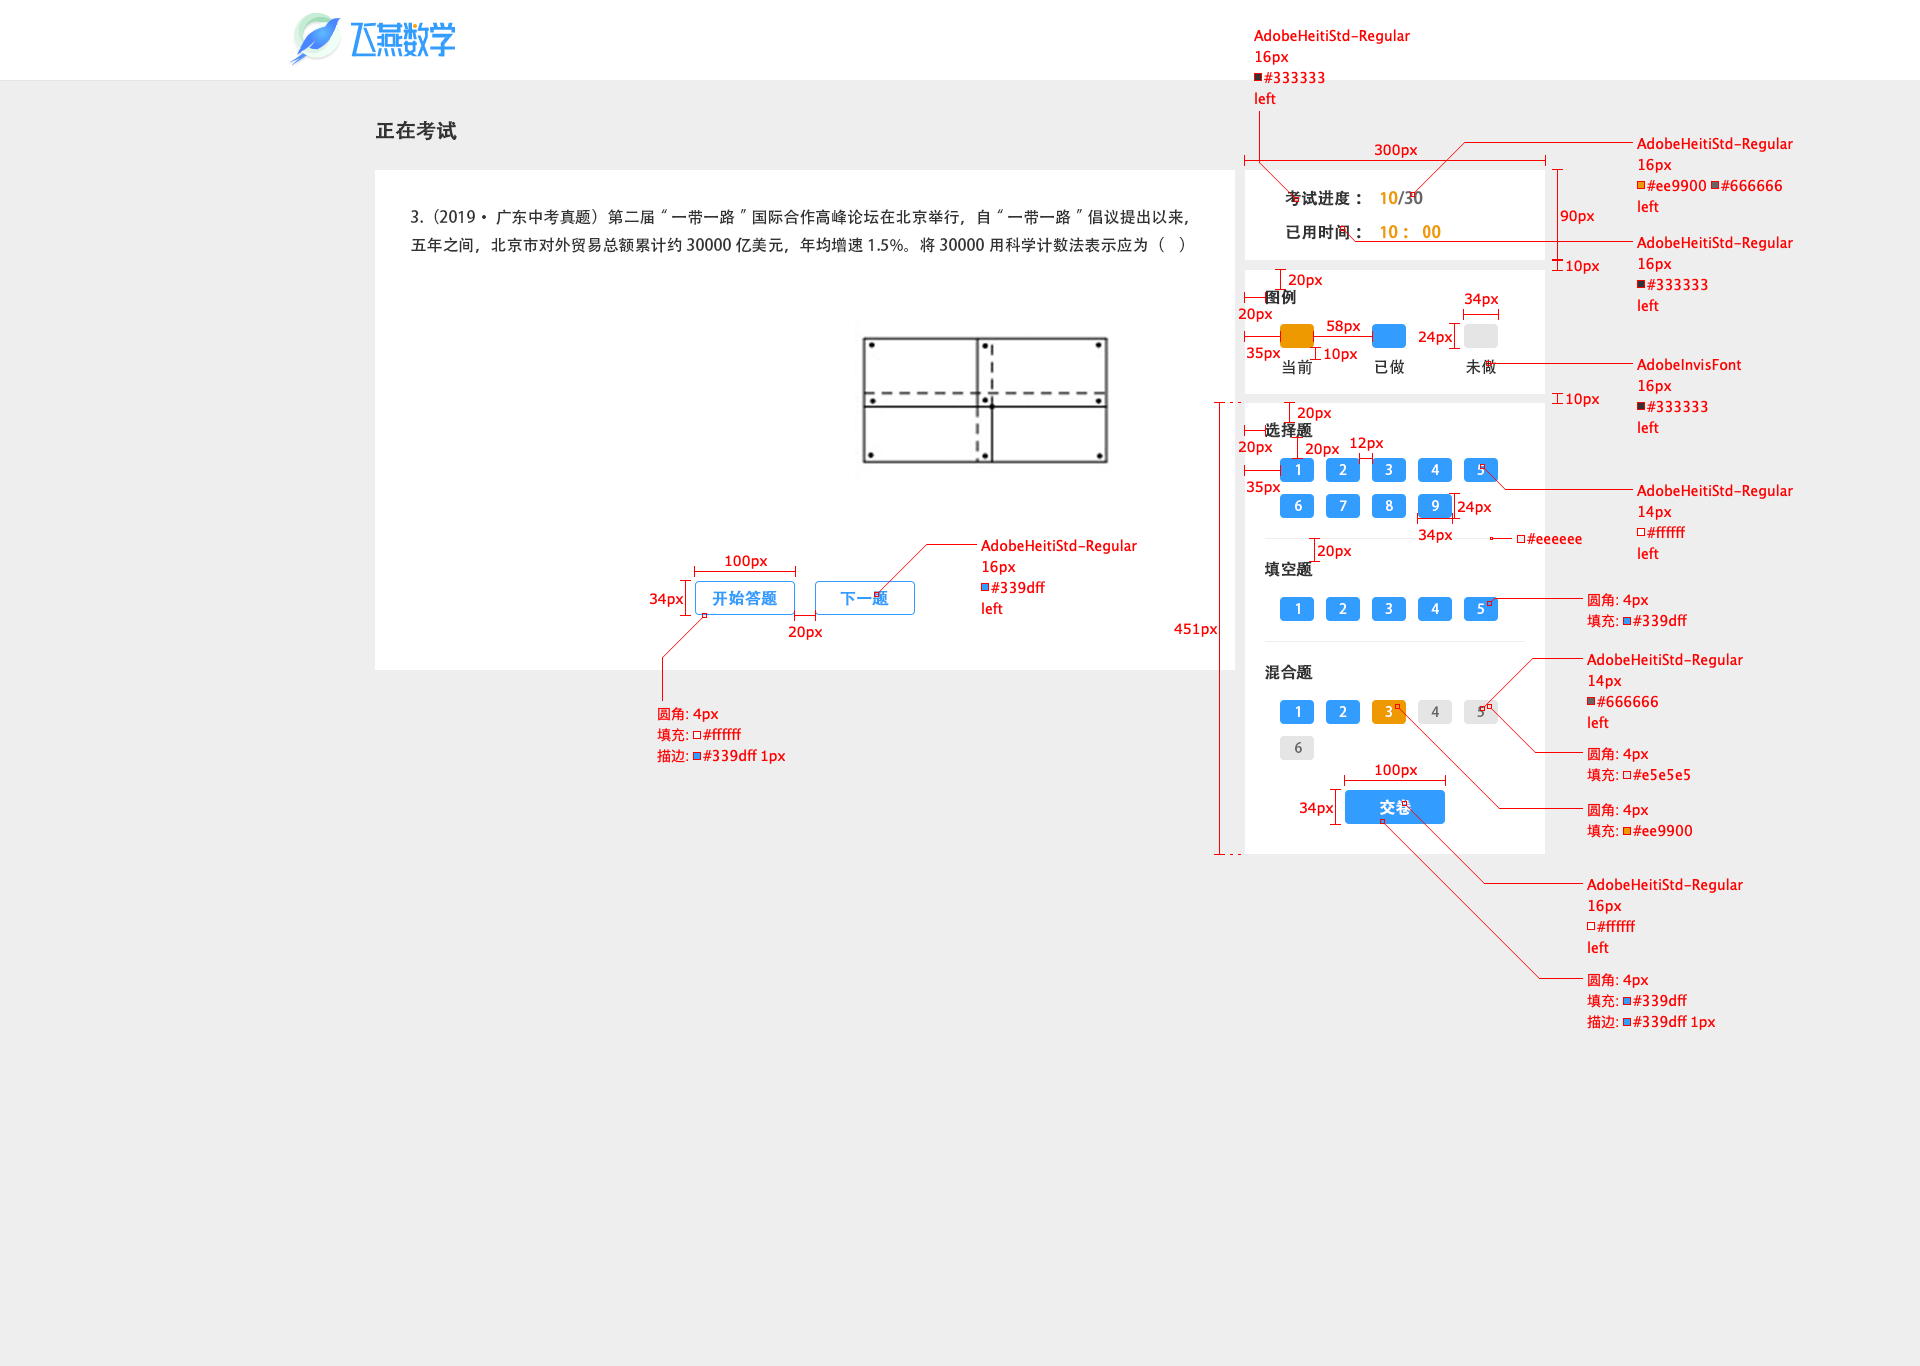 飞燕数学
AdobeHeitiStd-Regular
16px
#333333
left
正在考试
300px
AdobeHeitiStd-Regular
16px
#ee9900 #666666
left
考试进度： 10/30
90px
已用时间： 10： 00
AdobeHeitiStd-Regular
16px
#333333
left
10px
3.（2019• 广东中考真题）第二届“一带一路”国际合作高峰论坛在北京举行，自“一带一路”倡议提出以来，
五年之间，北京市对外贸易总额累计约 30000 亿美元，年均增速 1.5%。将 30000 用科学计数法表示应为（ ）
20px
图例
20px
34px
58px
24px
35px
10px
当前
已做
未做
AdobeInvisFont
16px
#333333
left
10px
20px
选择题
20px
20px
12px
1 2 3 4 5
35px
6 7 8 9
24px
34px
AdobeHeitiStd-Regular
14px
#ffffff
left
#eeeeee
20px
填空题
1 2 3 4 5
圆角: 4px
填充: #339dff
451px
混合题
1 2 3 4 5
6
AdobeHeitiStd-Regular
14px
#666666
left
圆角: 4px
填充: #e5e5e5
100px
34px
交卷
圆角: 4px
填充: #ee9900
AdobeHeitiStd-Regular
16px
#ffffff
left
圆角: 4px
填充: #339dff
描边: #339dff 1px
100px
34px
开始答题
下一题
20px
AdobeHeitiStd-Regular
16px
#339dff
left
圆角: 4px
填充: #ffffff
描边: #339dff 1px